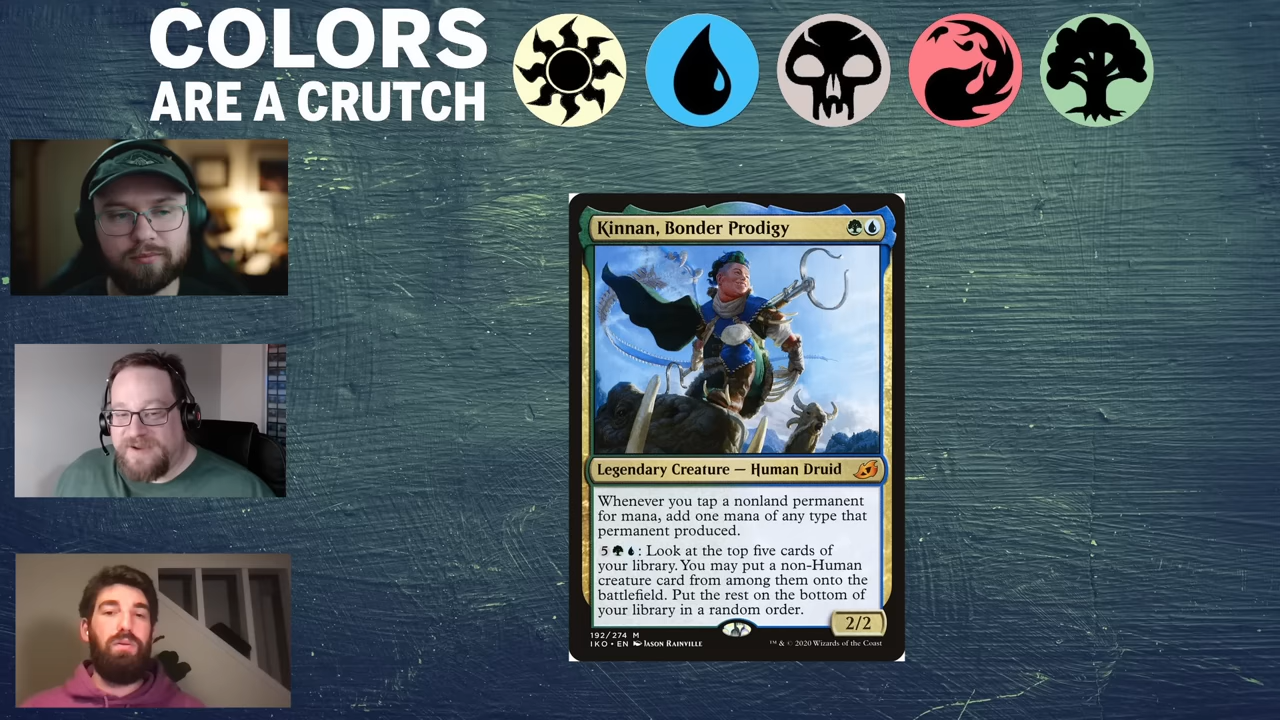 COLORS
ARE A CRUTCH
Kinnan, Bonder Prodigy
Legendary Creature — Human Druid
Whenever you tap a nonland permanent
for mana, add one mana of any type that
permanent produced.
5 : Look at the top five cards of
your library. You may put a non-Human
creature card from among them onto the
battlefield. Put the rest on the bottom of
your library in a random order.
2/2
192/274 M
IKO • EN Jason Rainville
™ & © 2020 Wizards of the Coast